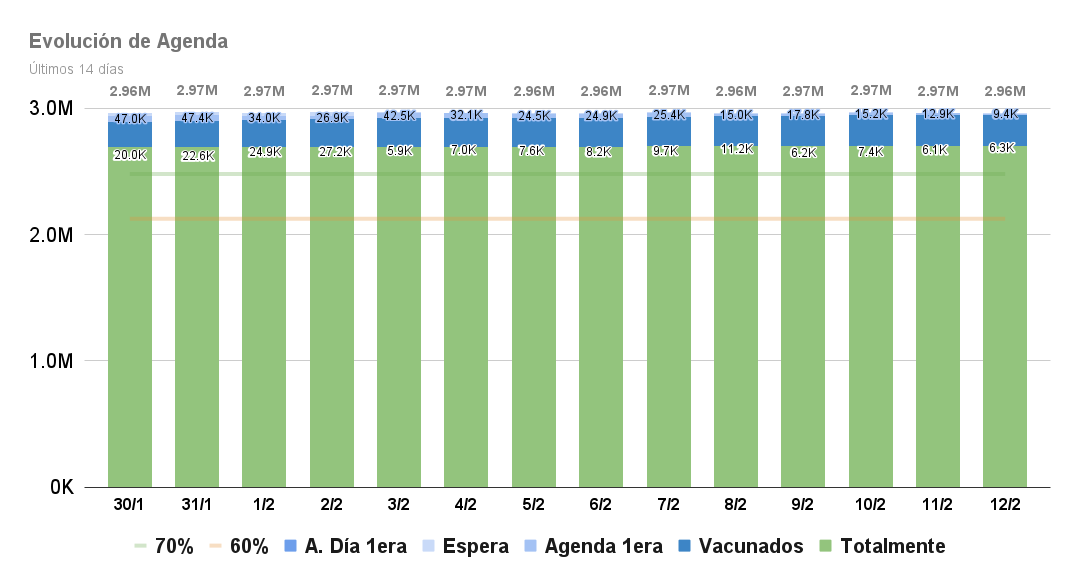 Evolución de Agenda
Últimos 14 días
2.96M 2.97M 2.97M 2.97M 2.97M 2.97M 2.96M 2.96M 2.97M 2.96M 2.96M 2.97M 2.97M 2.96M
3.0M
47.0K 47.4K 34.0K 26.9K 42.5K 32.1K 24.5K 24.9K 25.4K 15.0K 17.8K 15.2K 12.9K 9.4K
20.0K 22.6K 24.9K 27.2K 5.9K 7.0K 7.6K 8.2K 9.7K 11.2K 6.2K 7.4K 6.1K 6.3K
2.0M
1.0M
0K
30/1 31/1 1/2 2/2 3/2 4/2 5/2 6/2 7/2 8/2 9/2 10/2 11/2 12/2
70% 60% A. Día 1era Espera Agenda 1era Vacunados Totalmente